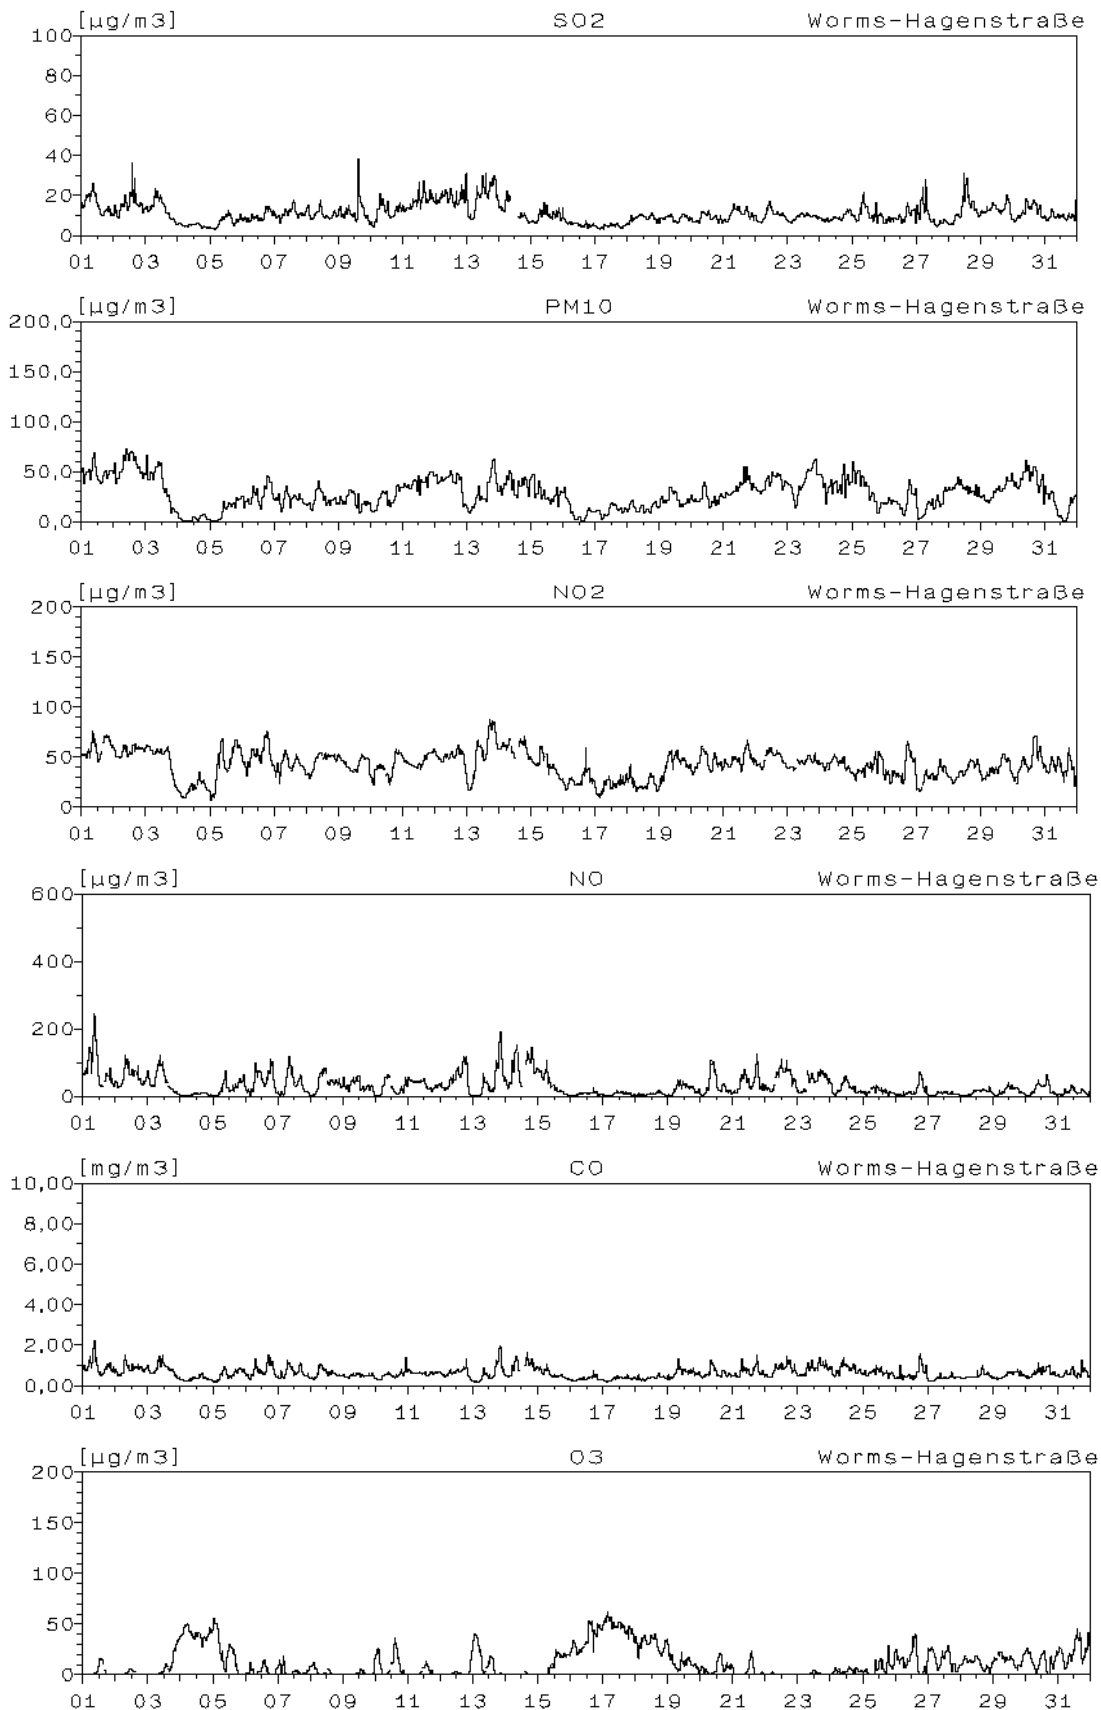 [µg/m3] SO2 Worms-Hagenstraße
100
80
60
40
20
0
01 03 05 07 09 11 13 15 17 19 21 23 25 27 29 31
[µg/m3] PM10 Worms-Hagenstraße
200,0
150,0
100,0
50,0
0,0
01 03 05 07 09 11 13 15 17 19 21 23 25 27 29 31
[µg/m3] NO2 Worms-Hagenstraße
200
150
100
50
0
01 03 05 07 09 11 13 15 17 19 21 23 25 27 29 31
[µg/m3] NO Worms-Hagenstraße
600
400
200
0
01 03 05 07 09 11 13 15 17 19 21 23 25 27 29 31
[mg/m3] CO Worms-Hagenstraße
10,00
8,00
6,00
4,00
2,00
0,00
01 03 05 07 09 11 13 15 17 19 21 23 25 27 29 31
[µg/m3] O3 Worms-Hagenstraße
200
150
100
50
0
01 03 05 07 09 11 13 15 17 19 21 23 25 27 29 31